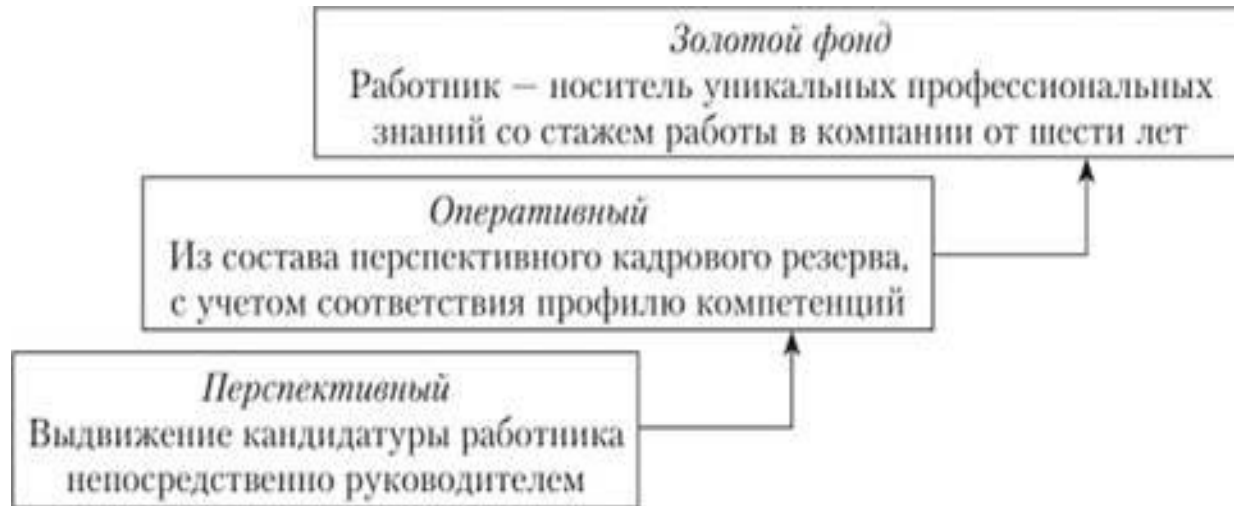 Золотой фонд
Работник — носитель уникальных профессиональных
знаний со стажем работы в компании от шести лет
Оперативный
Из состава перспективного кадрового резерва,
с учетом соответствия профилю компетенций
Перспективный
Выдвижение кандидатуры работника
непосредственно руководителем